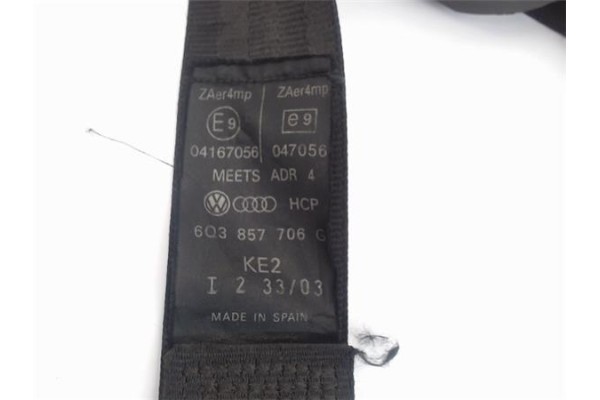 ZAer4mp ZAer4mp
E9 e9
04167056 047056
MEETS ADR 4
VW HCP
6Q3 857 706 G
KE2
I 2 33/03
MADE IN SPAIN